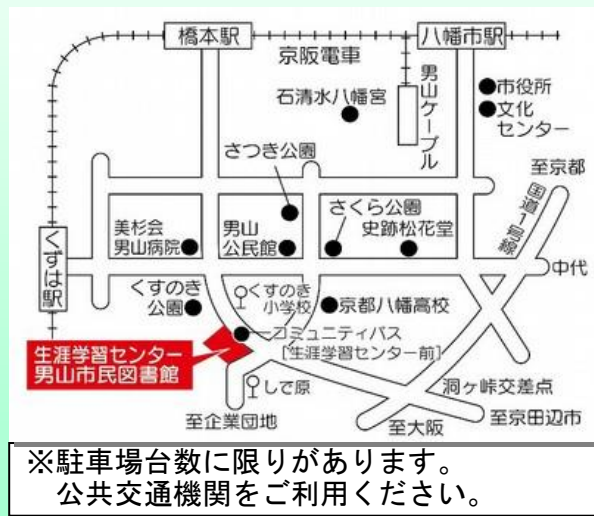 橋本駅
八幡市駅
京阪電車
男山ケーブル
石清水八幡宮
市役所
文化
センター
さつき公園
至京都
国道1号線
さくら公園
美杉会
男山病院
男山
公民館
史跡松花堂
くずは駅
中代
くすのき
公園
くすのき
小学校
京都八幡高校
コミュニティバス
[生涯学習センター前]
生涯学習センター
男山市民図書館
しで原
洞ヶ峠交差点
至企業団地
至大阪
至京田辺市
※駐車場台数に限りがあります。
公共交通機関をご利用ください。